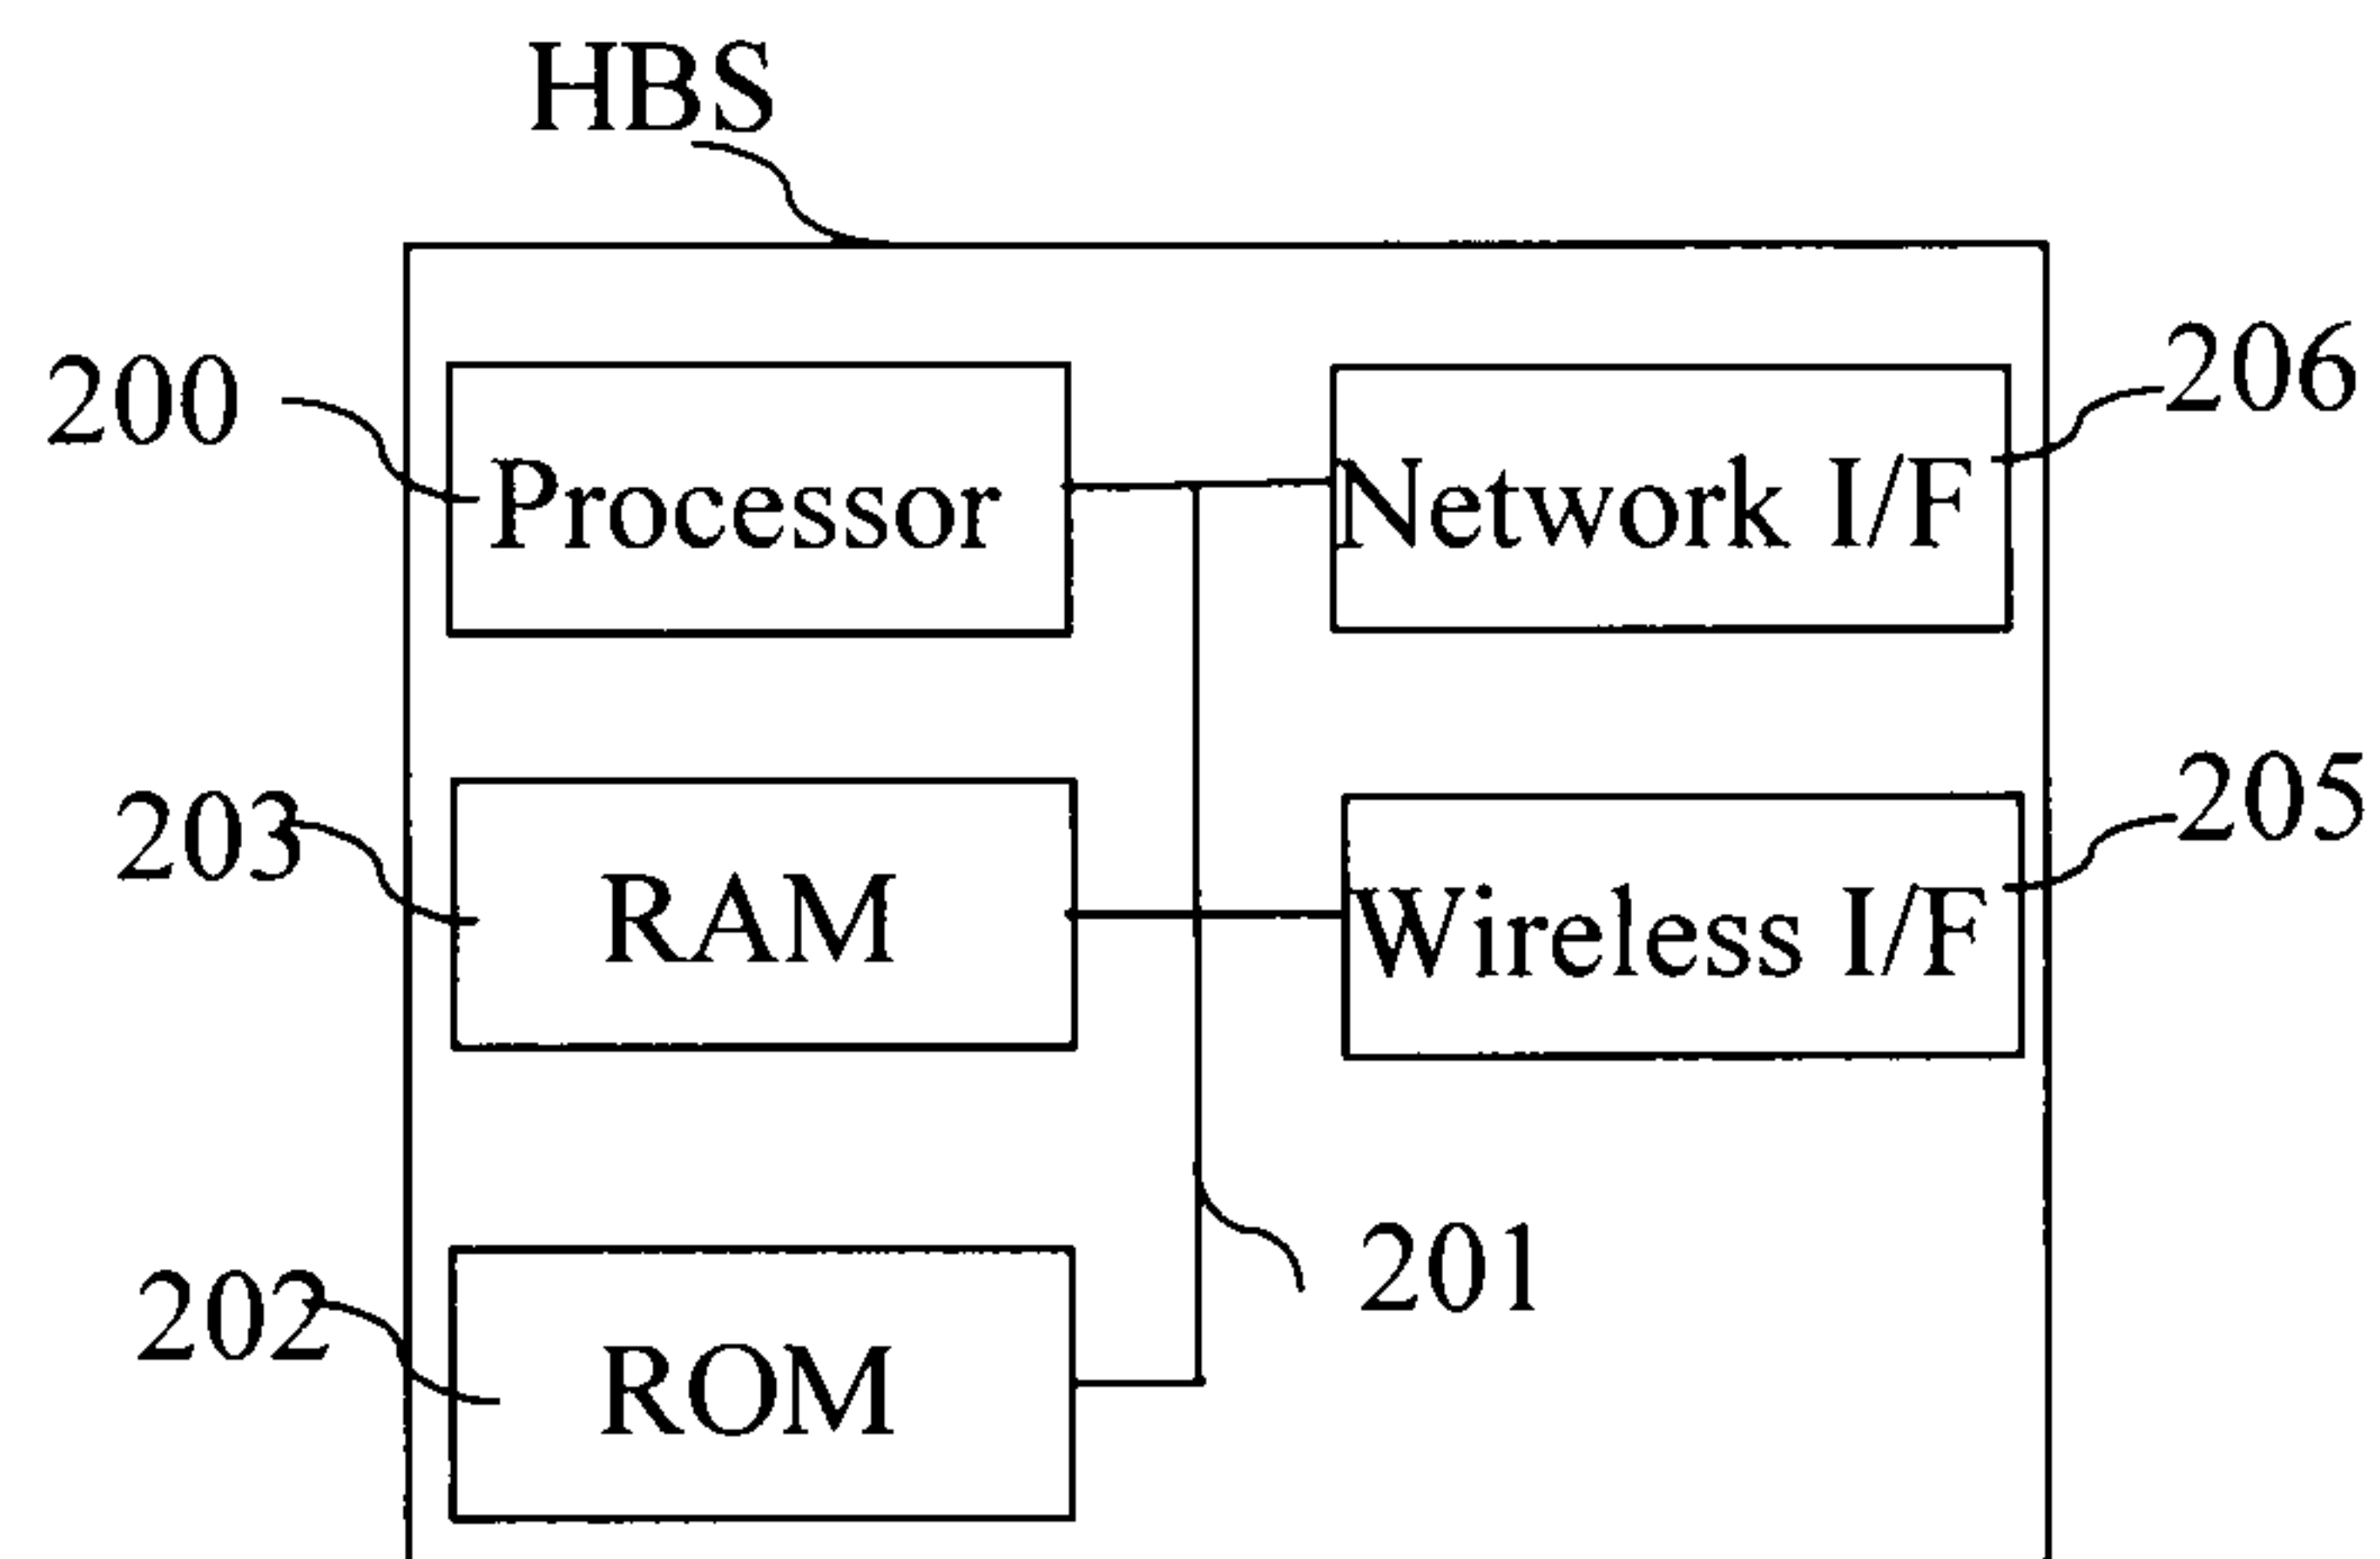 HBS
200
Processor
Network I/F
206
203
RAM
Wireless I/F
205
202
ROM
201